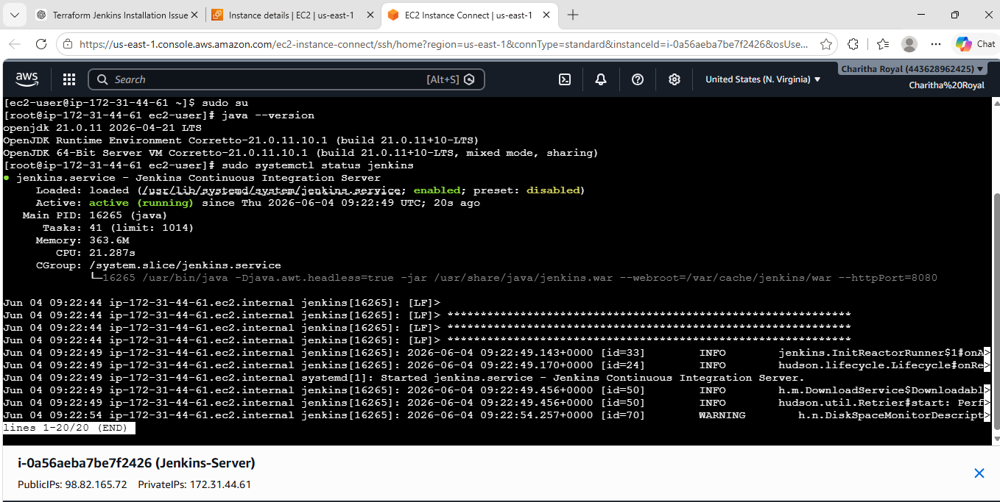 Terraform Jenkins Installation Issue
Instance details | EC2 | us-east-1
EC2 Instance Connect | us-east-1
https://us-east-1.console.aws.amazon.com/ec2-instance-connect/ssh/home?region=us-east-1&connType=standard&instanceId=i-0a56aeba7be7f2426&osUse...
Chat
aws
Search
[Alt+S]
United States (N. Virginia)
Charitha Royal (443628962425)
Charitha%20Royal
[ec2-user@ip-172-31-44-61 ~]$ sudo su
[root@ip-172-31-44-61 ec2-user]# java --version
openjdk 21.0.11 2026-04-21 LTS
OpenJDK Runtime Environment Corretto-21.0.11.10.1 (build 21.0.11+10-LTS)
OpenJDK 64-Bit Server VM Corretto-21.0.11.10.1 (build 21.0.11+10-LTS, mixed mode, sharing)
[root@ip-172-31-44-61 ec2-user]# sudo systemctl status jenkins
● jenkins.service - Jenkins Continuous Integration Server
Loaded: loaded (/usr/lib/systemd/system/jenkins.service; enabled; preset: disabled)
Active: active (running) since Thu 2026-06-04 09:22:49 UTC; 20s ago
Main PID: 16265 (java)
Tasks: 41 (limit: 1014)
Memory: 363.6M
CPU: 21.287s
CGroup: /system.slice/jenkins.service
└─16265 /usr/bin/java -Djava.awt.headless=true -jar /usr/share/java/jenkins.war --webroot=/var/cache/jenkins/war --httpPort=8080
Jun 04 09:22:44 ip-172-31-44-61.ec2.internal jenkins[16265]: [LF]>
Jun 04 09:22:44 ip-172-31-44-61.ec2.internal jenkins[16265]: [LF]> *************************************************************
Jun 04 09:22:44 ip-172-31-44-61.ec2.internal jenkins[16265]: [LF]> *************************************************************
Jun 04 09:22:44 ip-172-31-44-61.ec2.internal jenkins[16265]: [LF]> *************************************************************
Jun 04 09:22:49 ip-172-31-44-61.ec2.internal jenkins[16265]: 2026-06-04 09:22:49.143+0000 [id=33] INFO jenkins.InitReactorRunner$1#onA>
Jun 04 09:22:49 ip-172-31-44-61.ec2.internal jenkins[16265]: 2026-06-04 09:22:49.170+0000 [id=24] INFO hudson.lifecycle.Lifecycle#onRe>
Jun 04 09:22:49 ip-172-31-44-61.ec2.internal systemd[1]: Started jenkins.service - Jenkins Continuous Integration Server.
Jun 04 09:22:49 ip-172-31-44-61.ec2.internal jenkins[16265]: 2026-06-04 09:22:49.456+0000 [id=50] INFO h.m.DownloadService$Downloadabl>
Jun 04 09:22:49 ip-172-31-44-61.ec2.internal jenkins[16265]: 2026-06-04 09:22:49.456+0000 [id=50] INFO hudson.util.Retrier#start: Perf>
Jun 04 09:22:54 ip-172-31-44-61.ec2.internal jenkins[16265]: 2026-06-04 09:22:54.257+0000 [id=70] WARNING h.n.DiskSpaceMonitorDescript>
lines 1-20/20 (END)
i-0a56aeba7be7f2426 (Jenkins-Server)
PublicIPs: 98.82.165.72 PrivateIPs: 172.31.44.61